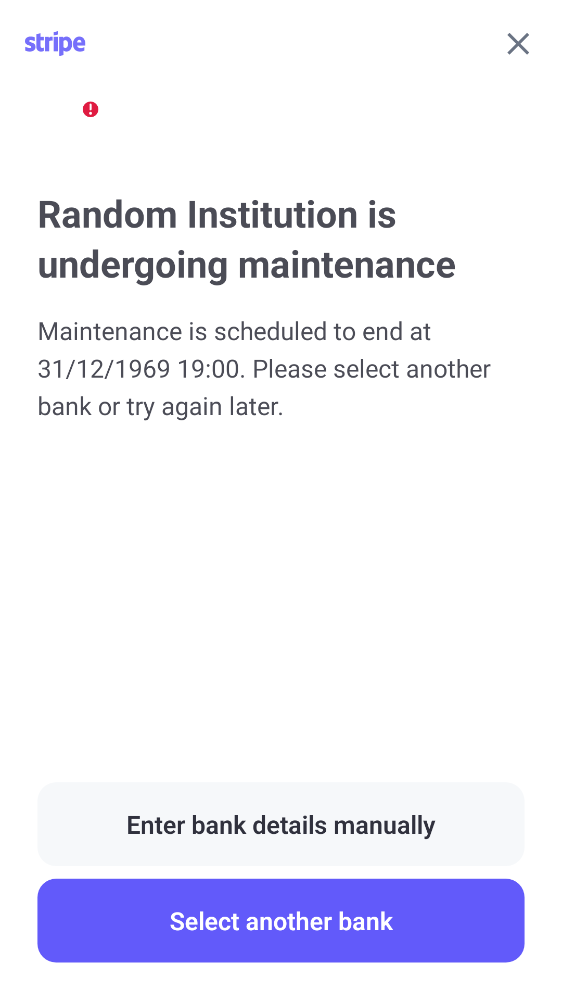 stripe
Random Institution is
undergoing maintenance
Maintenance is scheduled to end at
31/12/1969 19:00. Please select another
bank or try again later.
Enter bank details manually
Select another bank